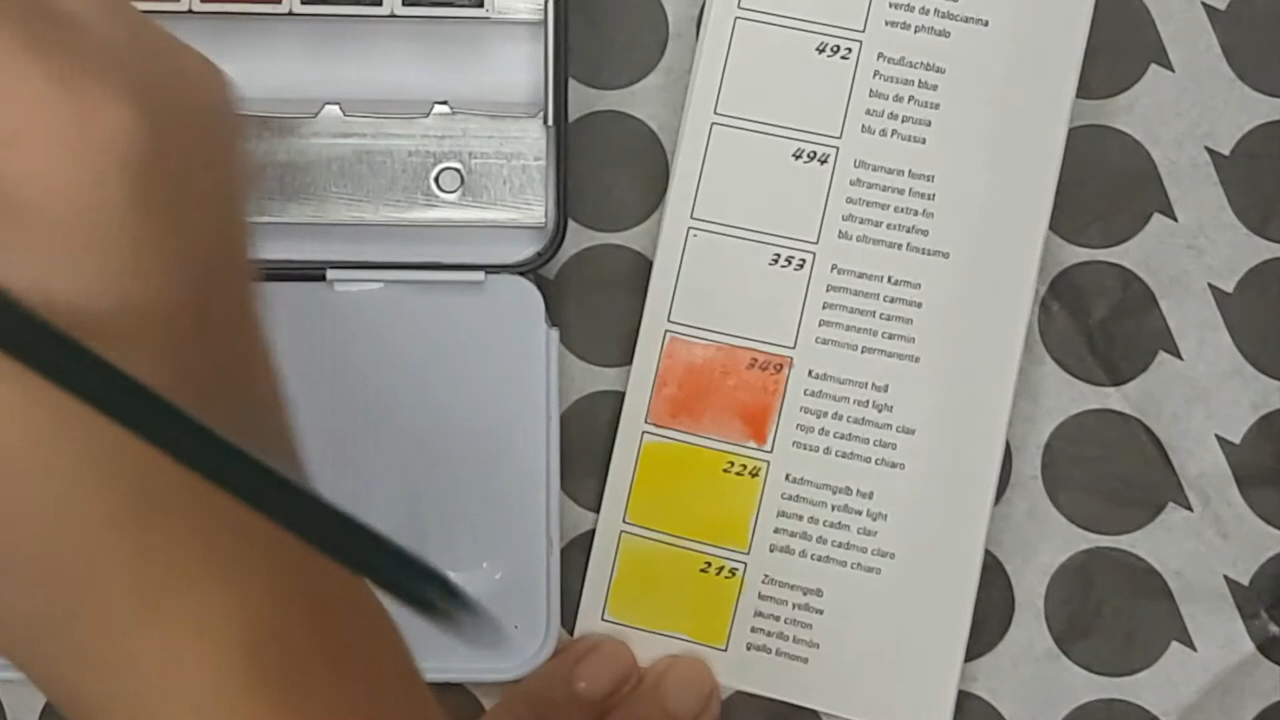 verde de ftalocianina
verde phthalo
492
Preußischblau
Prussian blue
bleu de Prusse
azul de prusia
blu di Prussia
494
Ultramarin feinst
ultramarine finest
outremer extra-fin
ultramar extrafino
blu oltremare finissimo
353
Permanent Karmin
permanent carmine
permanent carmin
permanente carmin
carminio permanente
349
Kadmiumrot hell
cadmium red light
rouge de cadmium clair
rojo de cadmio claro
rosso di cadmio chiaro
224
Kadmiumgelb hell
cadmium yellow light
jaune de cadm. clair
amarillo de cadmio claro
giallo di cadmio chiaro
215
Zitronengelb
lemon yellow
jaune citron
amarillo limón
giallo limone